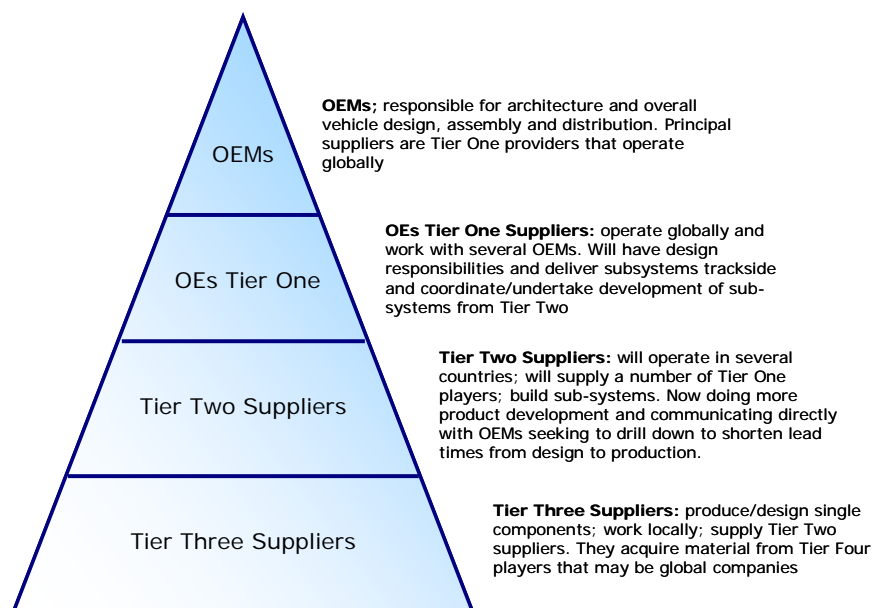 OEMs
OEMs; responsible for architecture and overall
vehicle design, assembly and distribution. Principal
suppliers are Tier One providers that operate
globally
OEs Tier One
OEs Tier One Suppliers: operate globally and
work with several OEMs. Will have design
responsibilities and deliver subsystems trackside
and coordinate/undertake development of sub-
systems from Tier Two
Tier Two Suppliers
Tier Two Suppliers: will operate in several
countries; will supply a number of Tier One
players; build sub-systems. Now doing more
product development and communicating directly
with OEMs seeking to drill down to shorten lead
times from design to production.
Tier Three Suppliers
Tier Three Suppliers: produce/design single
components; work locally; supply Tier Two
suppliers. They acquire material from Tier Four
players that may be global companies